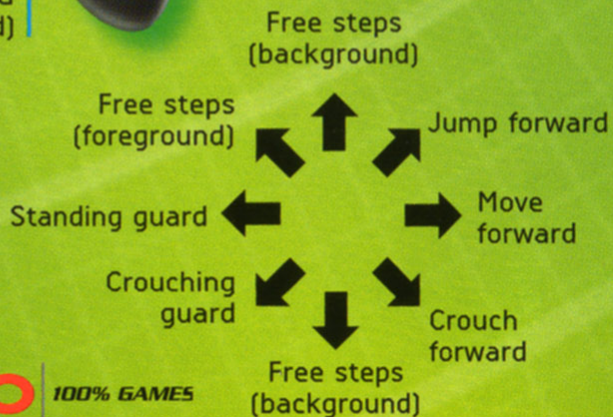 d)
Free steps
(background)
Free steps
(foreground)
Jump forward
Standing guard
Move
forward
Crouching
guard
Crouch
forward
Free steps
(background)
100% GAMES